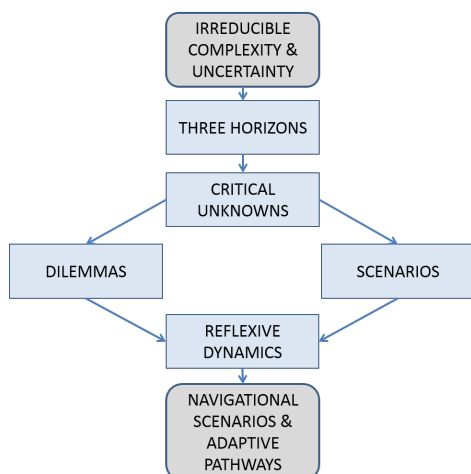 IRREDUCIBLE
COMPLEXITY &
UNCERTAINTY
THREE HORIZONS
CRITICAL
UNKNOWNS
DILEMMAS
SCENARIOS
REFLEXIVE
DYNAMICS
NAVIGATIONAL
SCENARIOS &
ADAPTIVE
PATHWAYS